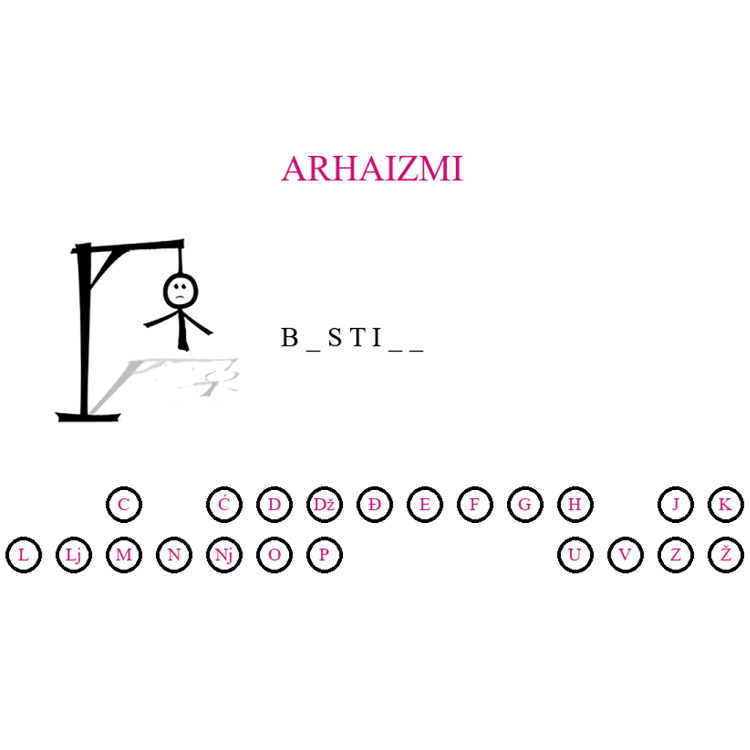 ARHAIZMI
B _ S T I _ _
C Ć D Dž Đ E F G H J K
L Lj M N Nj O P U V Z Ž